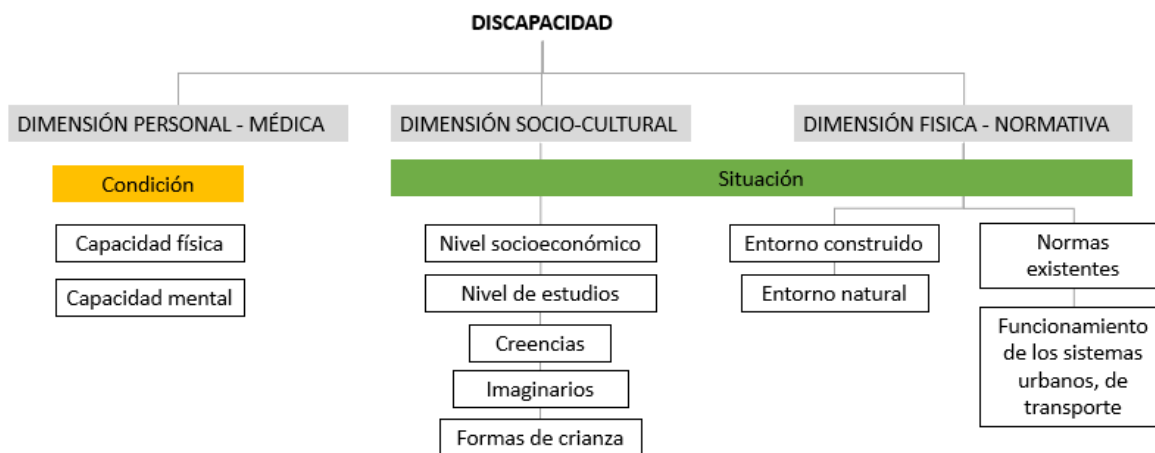 DISCAPACIDAD
DIMENSIÓN PERSONAL - MÉDICA
DIMENSIÓN SOCIO-CULTURAL
DIMENSIÓN FISICA - NORMATIVA
Condición
Situación
Capacidad física
Capacidad mental
Nivel socioeconómico
Nivel de estudios
Creencias
Imaginarios
Formas de crianza
Entorno construido
Entorno natural
Normas
existentes
Funcionamiento
de los sistemas
urbanos, de
transporte